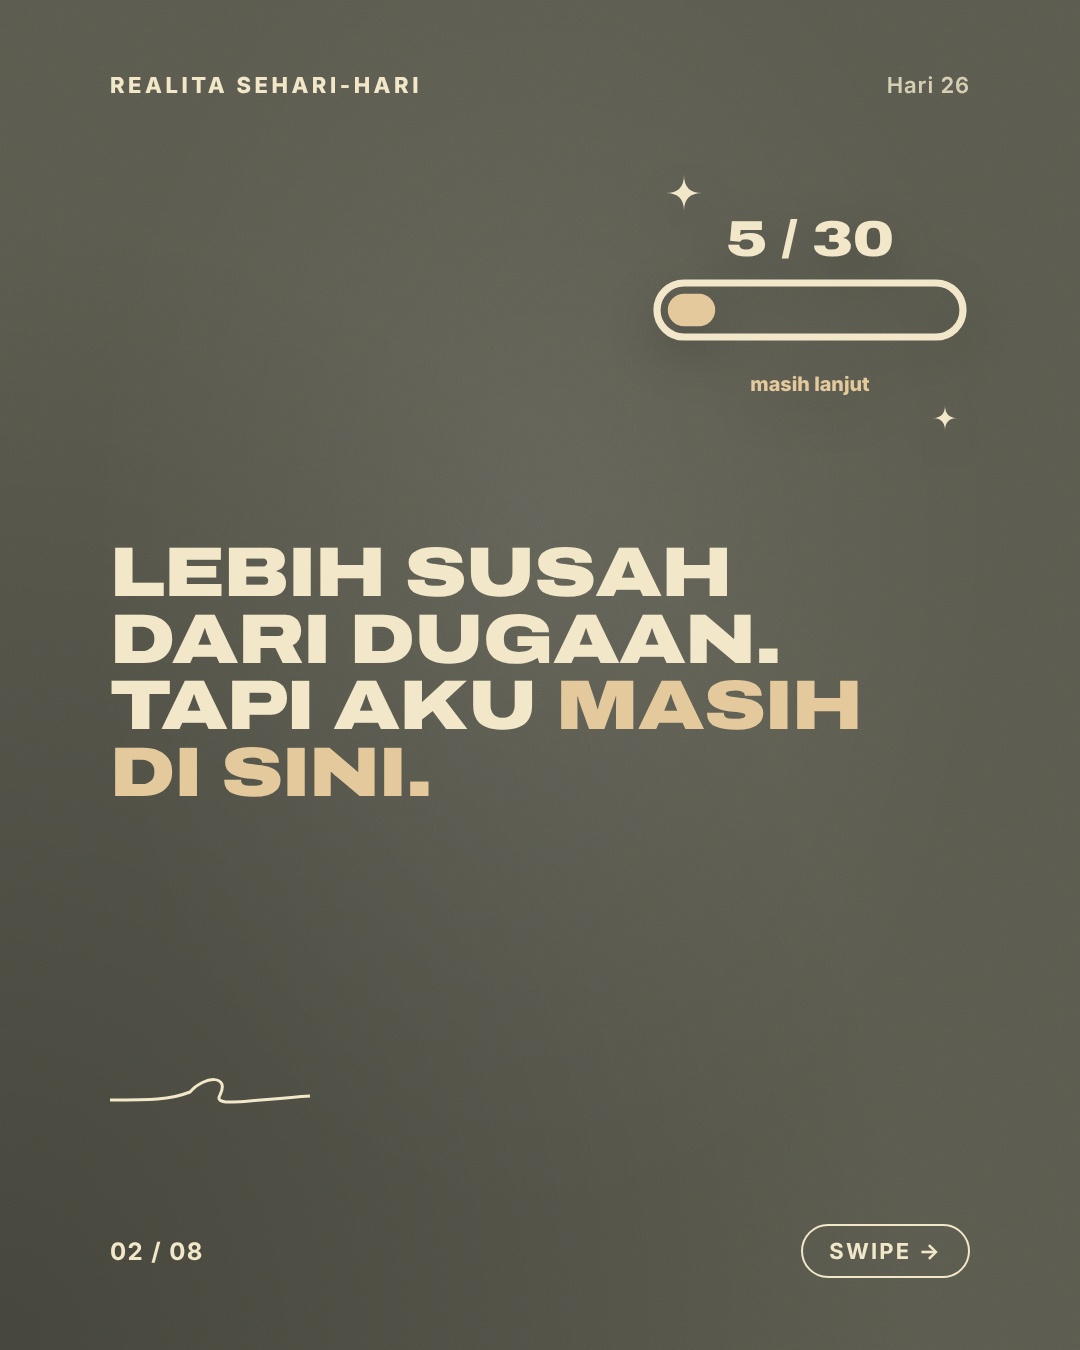 REALITA SEHARI-HARI
Hari 26
5 / 30
masih lanjut
LEBIH SUSAH
DARI DUGAAN.
TAPI AKU MASIH
DI SINI.
02 / 08
SWIPE →